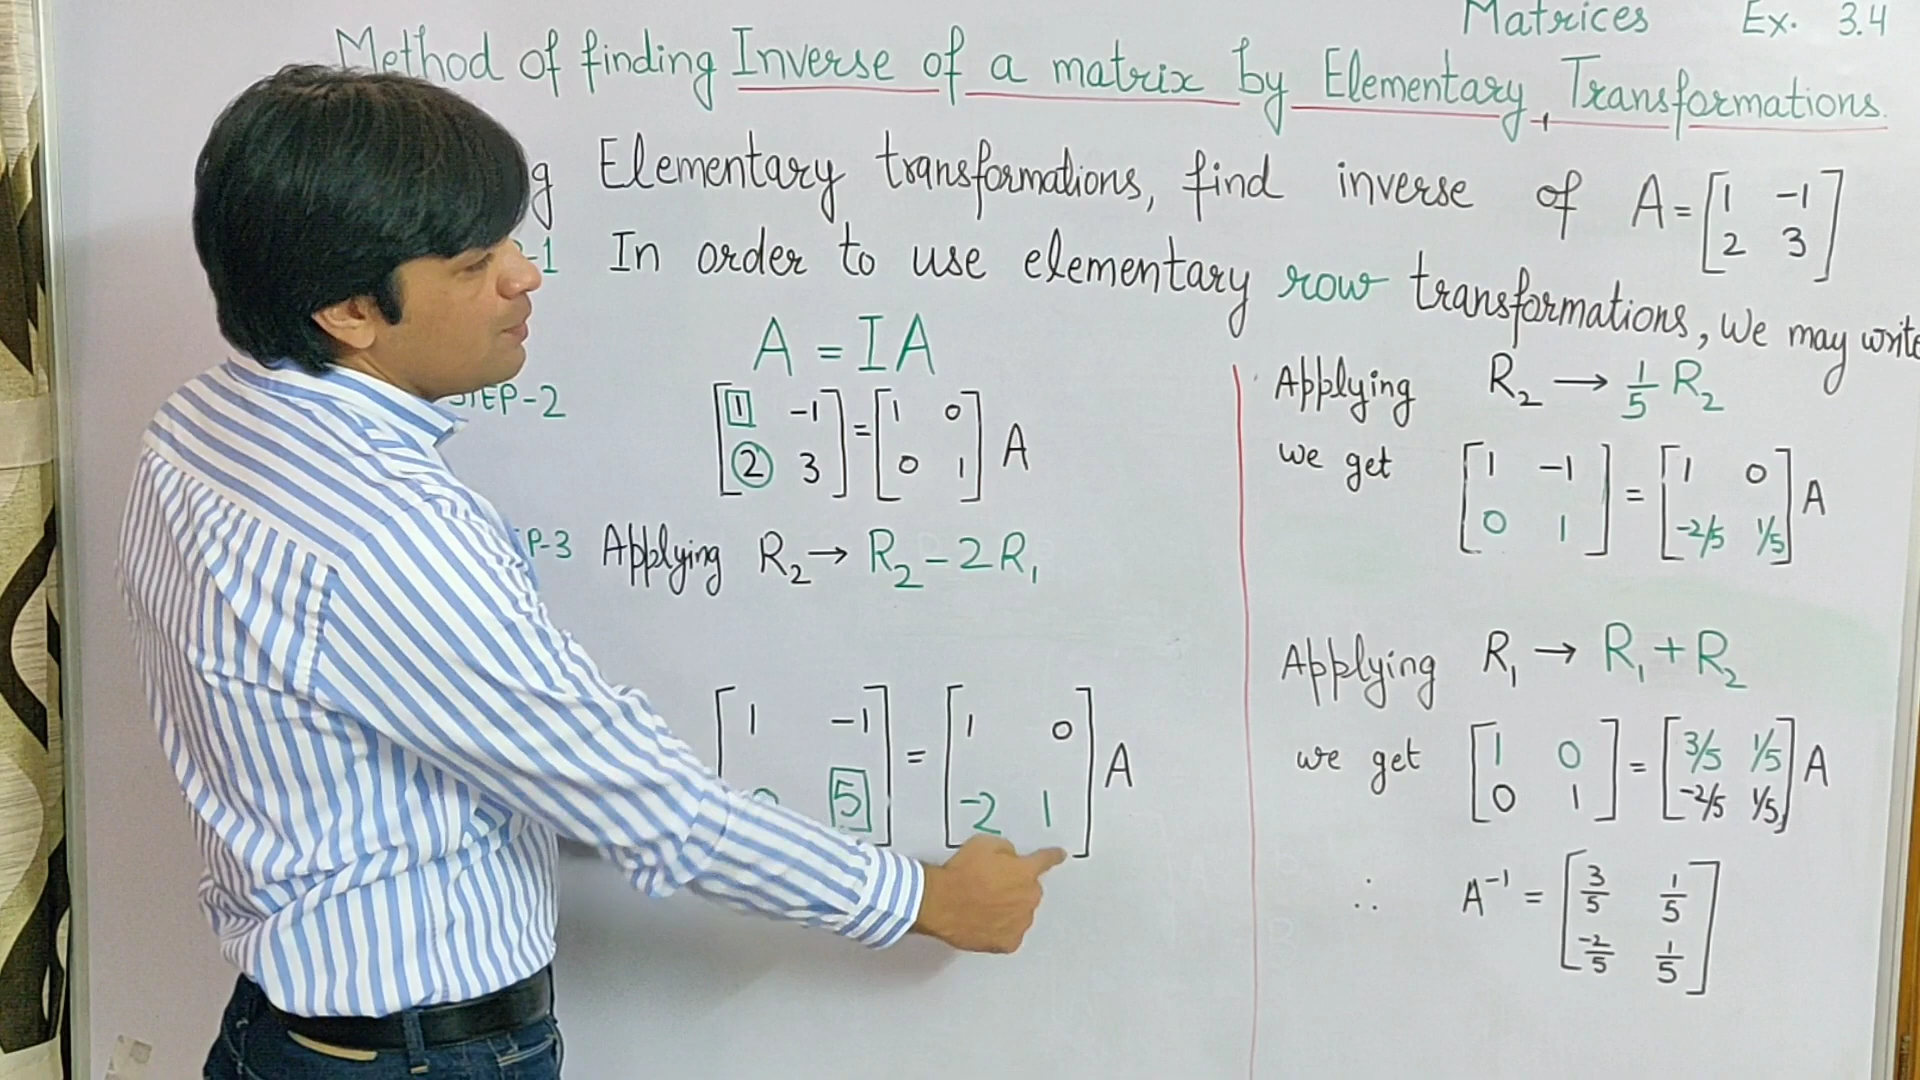 Matrices Ex. 3.4
Method of finding Inverse of a matrix by Elementary Transformations.
g Elementary transformations, find inverse of A = [1 -1
2 3]
-1 In order to use elementary row transformations, we may write
A = IA
STEP-2 [1 -1
2 3] = [1 0
0 1] A
P-3 Applying R₂ → R₂ - 2R₁
[1 -1
0 5] = [1 0
-2 1] A
Applying R₂ → 1/5 R₂
we get [1 -1
0 1] = [1 0
-2/5 1/5] A
Applying R₁ → R₁ + R₂
we get [1 0
0 1] = [3/5 1/5
-2/5 1/5] A
∴ A⁻¹ = [3/5 1/5
-2/5 1/5]